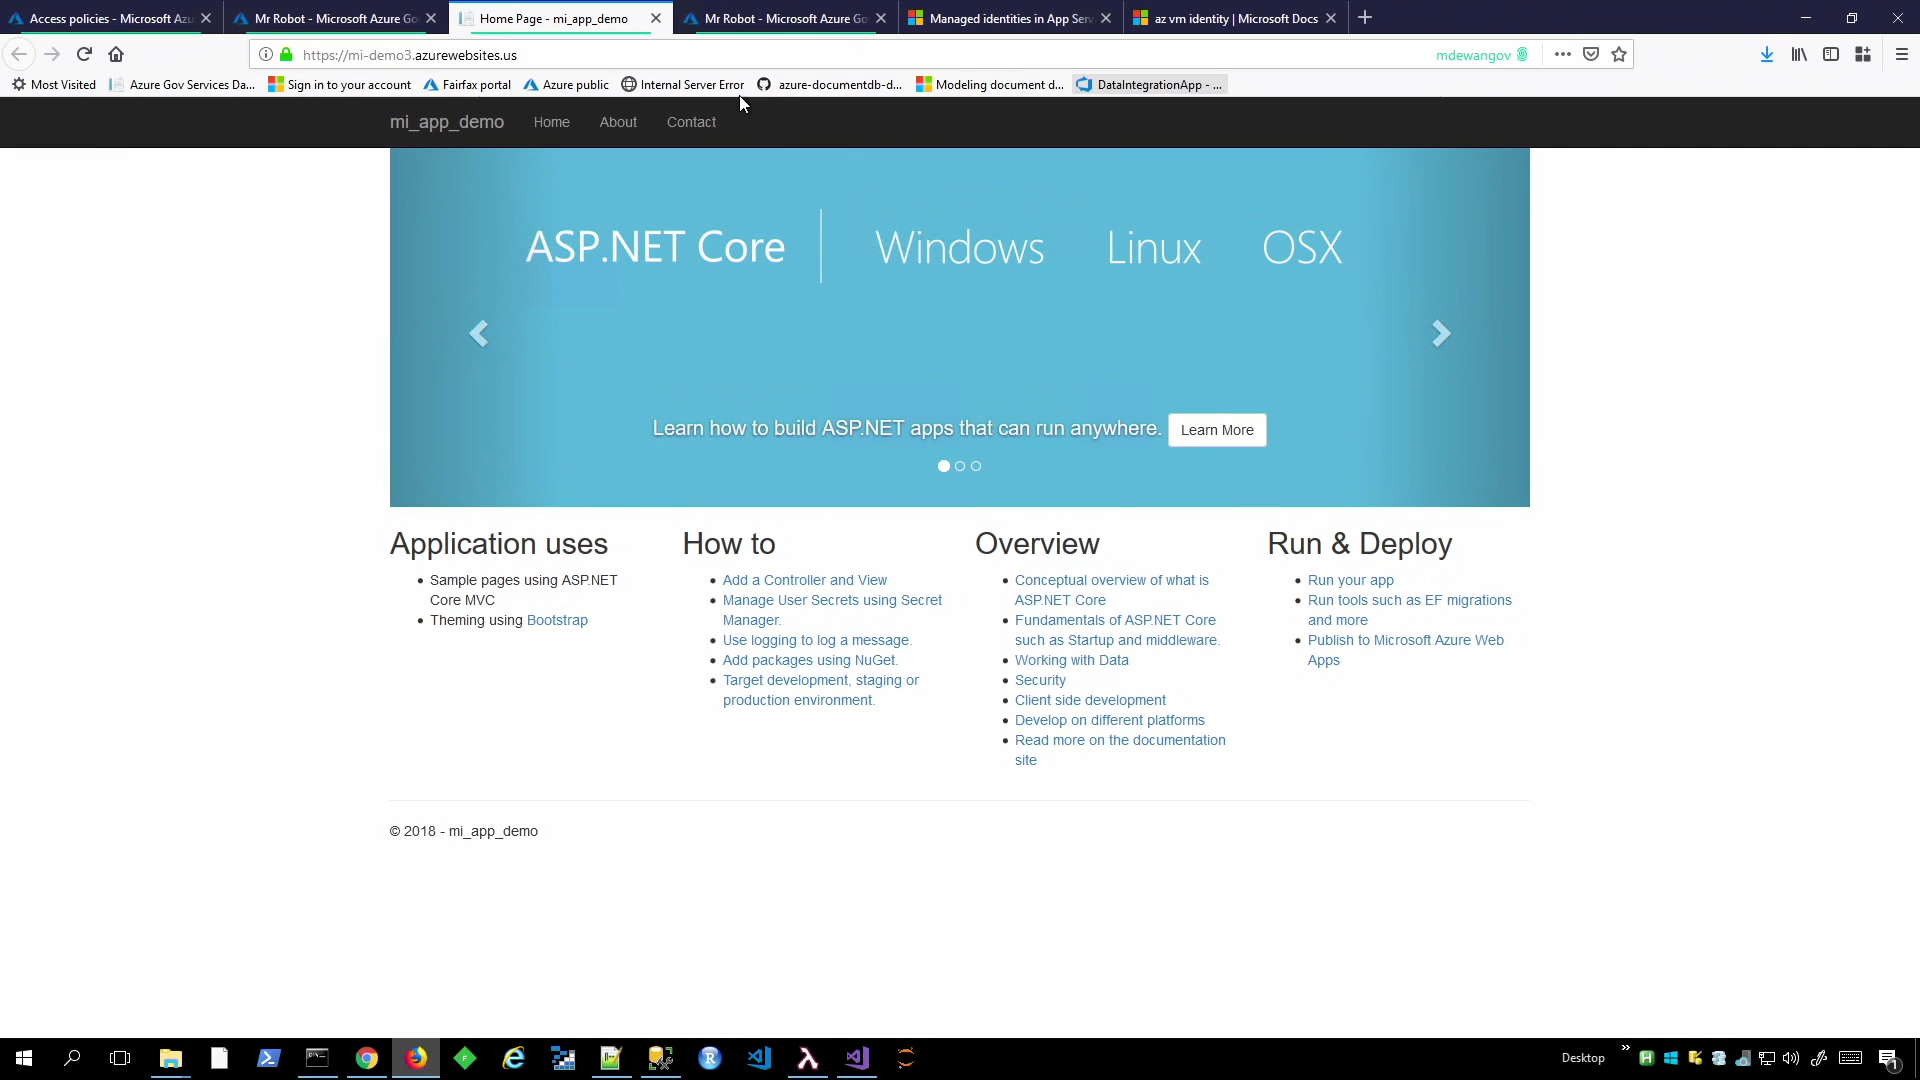 Access policies - Microsoft Azu
Mr Robot - Microsoft Azure Go
Home Page - mi_app_demo
Mr Robot - Microsoft Azure Go
Managed identities in App Serv
az vm identity | Microsoft Docs
https://mi-demo3.azurewebsites.us
mdewangov
Most Visited
Azure Gov Services Da...
Sign in to your account
Fairfax portal
Azure public
Internal Server Error
azure-documentdb-d...
Modeling document d...
DataIntegrationApp - ...
mi_app_demo
Home
About
Contact
ASP.NET Core
Windows
Linux
OSX
Learn how to build ASP.NET apps that can run anywhere.
Learn More
Application uses
Sample pages using ASP.NET
Core MVC
Theming using Bootstrap
How to
Add a Controller and View
Manage User Secrets using Secret
Manager.
Use logging to log a message.
Add packages using NuGet.
Target development, staging or
production environment.
Overview
Conceptual overview of what is
ASP.NET Core
Fundamentals of ASP.NET Core
such as Startup and middleware.
Working with Data
Security
Client side development
Develop on different platforms
Read more on the documentation
site
Run & Deploy
Run your app
Run tools such as EF migrations
and more
Publish to Microsoft Azure Web
Apps
© 2018 - mi_app_demo
Desktop